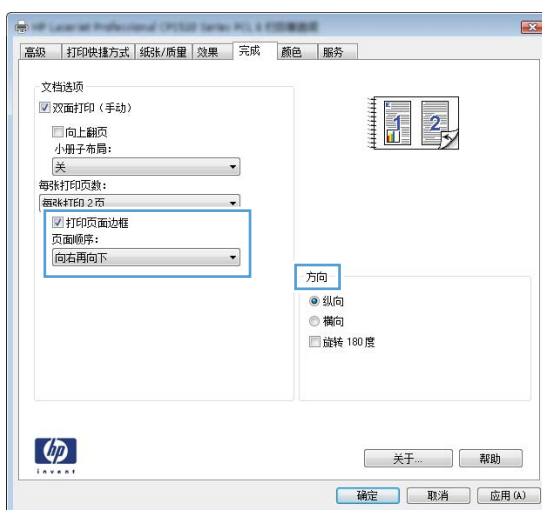 高级 打印快捷方式 纸张/质量 效果 完成 颜色 服务
文档选项
双面打印（手动）
向上翻页
小册子布局：
关
每张打印页数：
每张打印 2 页
打印页面边框
页面顺序：
向右再向下
1 2
方向
纵向
横向
旋转 180 度
hp
invent
关于... 帮助
确定 取消 应用(A)